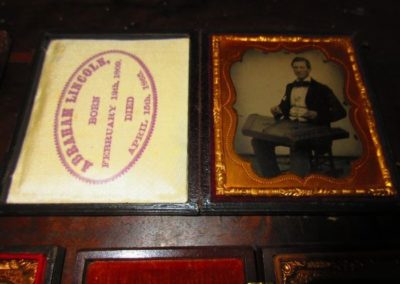 ABRAHAM LINCOLN,
BORN
FEBRUARY 12th, 1809.
DIED
APRIL 15th, 1865.